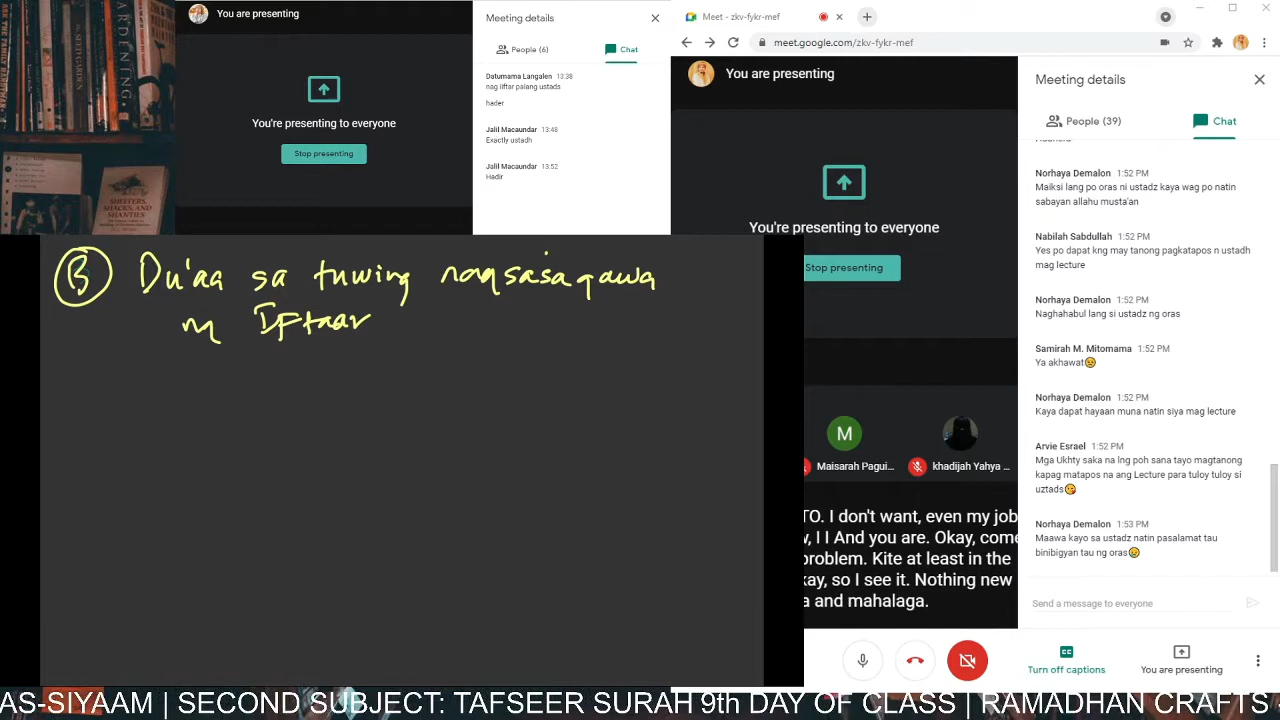 GARDENING
SHELTERS,
SHACKS, AND
SHANTIES
You are presenting
You're presenting to everyone
Stop presenting
Meeting details
People (6)
Chat
Datumama Langalen 13:38
nag iiftar palang ustads
hader
Jalil Macaundar 13:48
Exactly ustadh
Jalil Macaundar 13:52
Hadir
B Du'aa sa tuwing nagsasagawa
ng Iftaar
Meet - zkv-fykr-mef
meet.google.com/zkv-fykr-mef
You are presenting
You're presenting to everyone
Stop presenting
M
Maisarah Pagui...
khadijah Yahya ...
TO. I don't want, even my job
, I I And you are. Okay, come
problem. Kite at least in the
kay, so I see it. Nothing new
a and mahalaga.
Meeting details
People (39)
Chat
Norhaya Demalon 1:52 PM
Maiksi lang po oras ni ustadz kaya wag po natin
sabayan allahu musta'an
Nabilah Sabdullah 1:52 PM
Yes po dapat kng may tanong pagkatapos n ustadh
mag lecture
Norhaya Demalon 1:52 PM
Naghahabul lang si ustadz ng oras
Samirah M. Mitomama 1:52 PM
Ya akhawat😣
Norhaya Demalon 1:52 PM
Kaya dapat hayaan muna natin siya mag lecture
Arvie Esrael 1:52 PM
Mga Ukhty saka na lng poh sana tayo magtanong
kapag matapos na ang Lecture para tuloy tuloy si
uztads😘
Norhaya Demalon 1:53 PM
Maawa kayo sa ustadz natin pasalamat tau
binibigyan tau ng oras😥
Send a message to everyone
Turn off captions
You are presenting
AS-SIYAAM | SECOND SUBJECT: TAFSEER SURAH 9th DAY OF CLASS | RAMADHAN CRAFTS